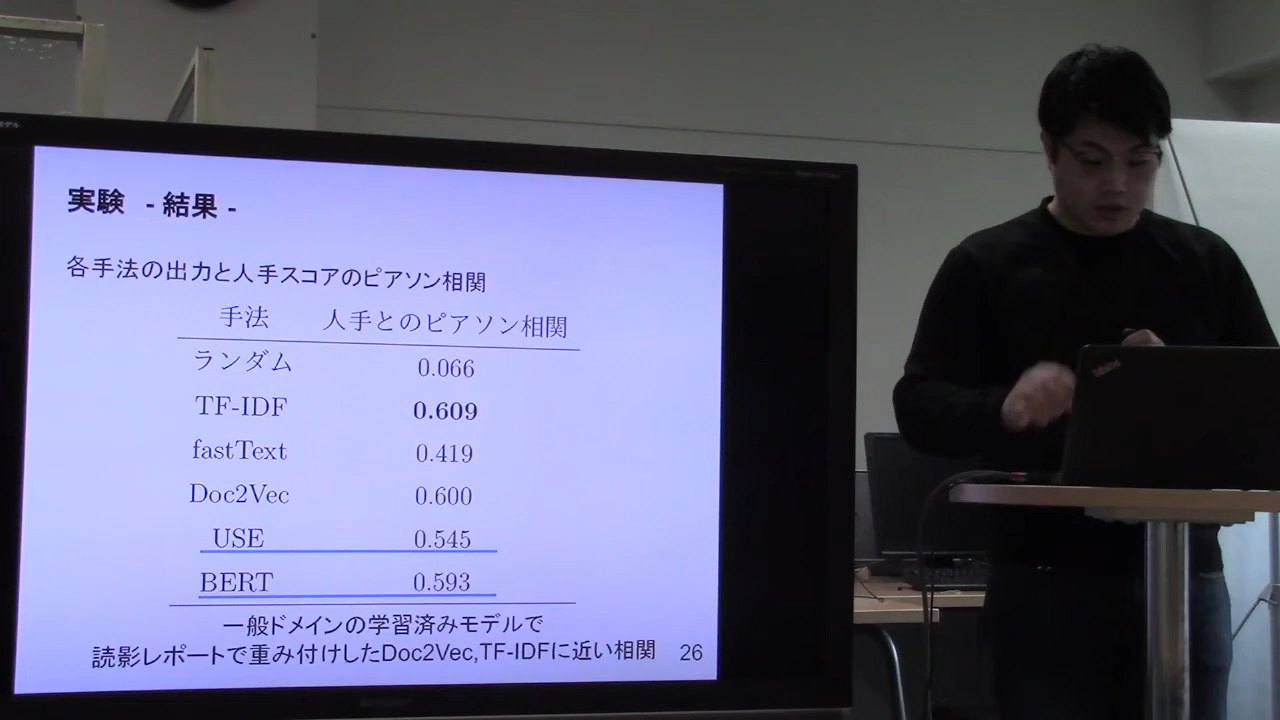 実験 - 結果 -
各手法の出力と人手スコアのピアソン相関
手法 人手とのピアソン相関
ランダム 0.066
TF-IDF 0.609
fastText 0.419
Doc2Vec 0.600
USE 0.545
BERT 0.593
一般ドメインの学習済みモデルで
読影レポートで重み付けしたDoc2Vec,TF-IDFに近い相関
26